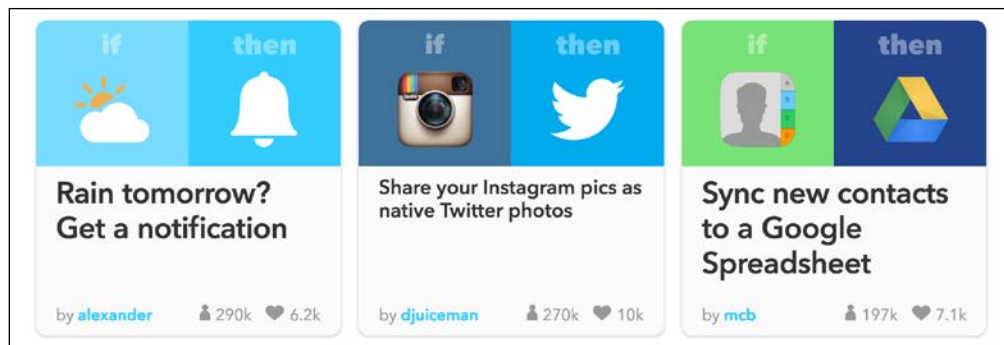 if then
Rain tomorrow?
Get a notification
by alexander 290k 6.2k
if then
Share your Instagram pics as
native Twitter photos
by djuiceman 270k 10k
if then
Sync new contacts
to a Google
Spreadsheet
by mcb 197k 7.1k